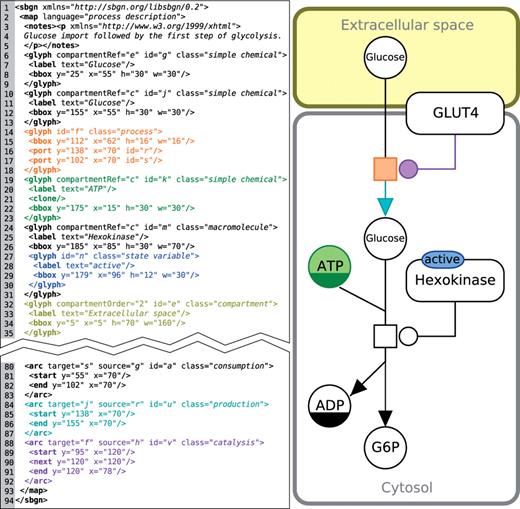 1 <sbgn xmlns="http://sbgn.org/libsbgn/0.2">
2 <map language="process description">
3 <notes><p xmlns="http://www.w3.org/1999/xhtml">
4 Glucose import followed by the first step of glycolysis.
5 </p></notes>
6 <glyph compartmentRef="e" id="g" class="simple chemical">
7 <label text="Glucose"/>
8 <bbox y="25" x="55" h="30" w="30"/>
9 </glyph>
10 <glyph compartmentRef="c" id="j" class="simple chemical">
11 <label text="Glucose"/>
12 <bbox y="155" x="55" h="30" w="30"/>
13 </glyph>
14 <glyph id="f" class="process">
15 <bbox y="112" x="62" h="16" w="16"/>
16 <port y="138" x="70" id="r"/>
17 <port y="102" x="70" id="s"/>
18 </glyph>
19 <glyph compartmentRef="c" id="k" class="simple chemical">
20 <label text="ATP"/>
21 <clone/>
22 <bbox y="175" x="15" h="30" w="30"/>
23 </glyph>
24 <glyph compartmentRef="c" id="m" class="macromolecule">
25 <label text="Hexokinase"/>
26 <bbox y="185" x="85" h="30" w="70"/>
27 <glyph id="n" class="state variable">
28 <label text="active"/>
29 <bbox y="179" x="96" h="12" w="30"/>
30 </glyph>
31 </glyph>
32 <glyph compartmentOrder="2" id="e" class="compartment">
33 <label text="Extracellular space"/>
34 <bbox y="5" x="5" h="70" w="160"/>
35 </glyph>
80 <arc target="s" source="g" id="a" class="consumption">
81 <start y="55" x="70"/>
82 <end y="102" x="70"/>
83 </arc>
84 <arc target="j" source="r" id="u" class="production">
85 <start y="138" x="70"/>
86 <end y="155" x="70"/>
87 </arc>
88 <arc target="f" source="h" id="v" class="catalysis">
89 <start y="95" x="120"/>
90 <next y="120" x="120"/>
91 <end y="120" x="78"/>
92 </arc>
93 </map>
94 </sbgn>
Extracellular space
Glucose
GLUT4
Glucose
ATP
active
Hexokinase
ADP
G6P
Cytosol